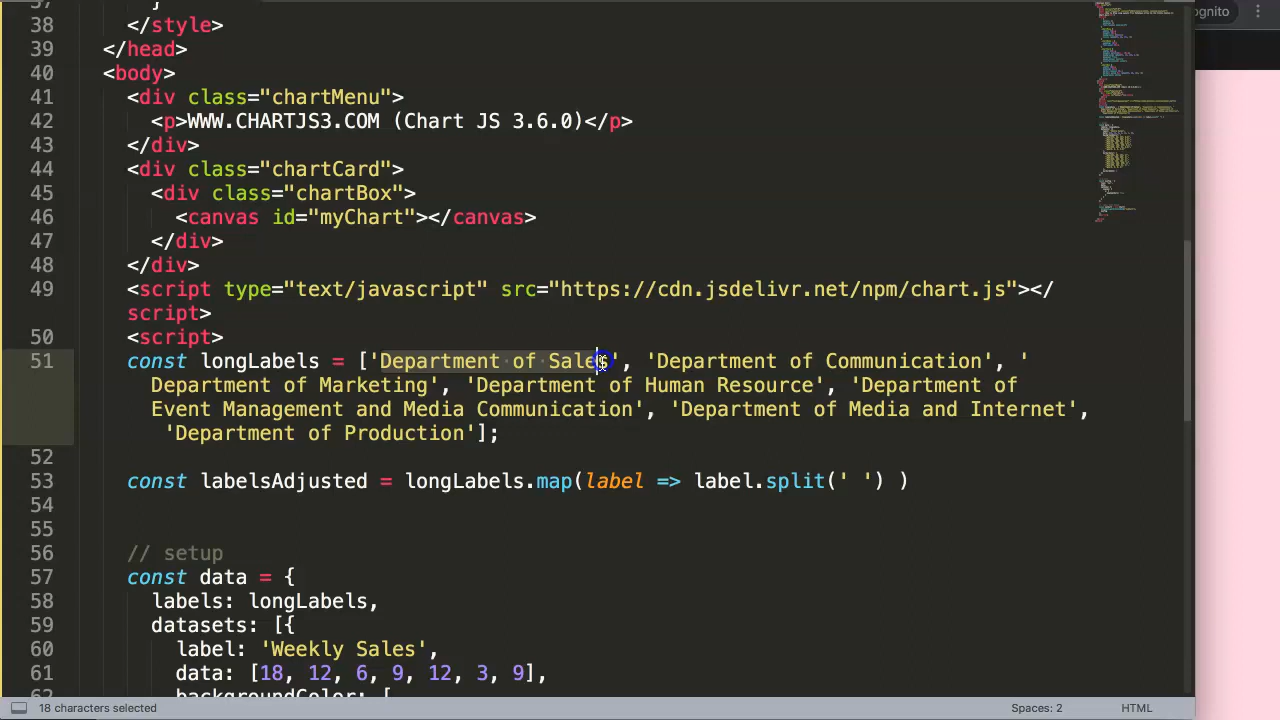 37 }
38 </style>
39 </head>
40 <body>
41 <div class="chartMenu">
42 <p>WWW.CHARTJS3.COM (Chart JS 3.6.0)</p>
43 </div>
44 <div class="chartCard">
45 <div class="chartBox">
46 <canvas id="myChart"></canvas>
47 </div>
48 </div>
49 <script type="text/javascript" src="https://cdn.jsdelivr.net/npm/chart.js"></
script>
50 <script>
51 const longLabels = ['Department of Sales', 'Department of Communication', '
Department of Marketing', 'Department of Human Resource', 'Department of
Event Management and Media Communication', 'Department of Media and Internet',
'Department of Production'];
52
53 const labelsAdjusted = longLabels.map(label => label.split(' ') )
54
55
56 // setup
57 const data = {
58 labels: longLabels,
59 datasets: [{
60 label: 'Weekly Sales',
61 data: [18, 12, 6, 9, 12, 3, 9],
62 backgroundColor: [
18 characters selected
Spaces: 2
HTML